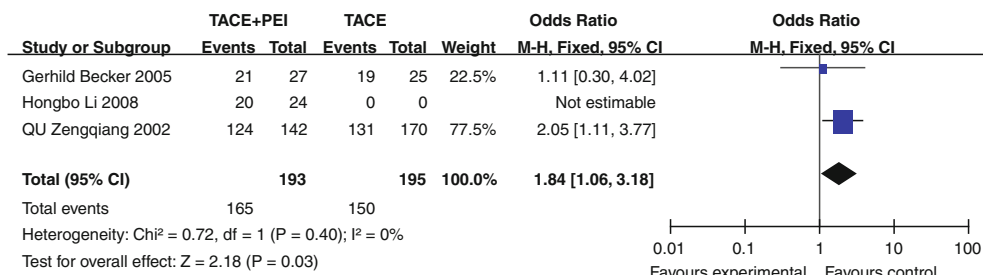 TACE+PEI TACE Odds Ratio Odds Ratio
Study or Subgroup Events Total Events Total Weight M-H, Fixed, 95% CI M-H, Fixed, 95% CI
Gerhild Becker 2005 21 27 19 25 22.5% 1.11 [0.30, 4.02]
Hongbo Li 2008 20 24 0 0 Not estimable
QU Zengqiang 2002 124 142 131 170 77.5% 2.05 [1.11, 3.77]
Total (95% CI) 193 195 100.0% 1.84 [1.06, 3.18]
Total events 165 150
Heterogeneity: Chi² = 0.72, df = 1 (P = 0.40); I² = 0%
Test for overall effect: Z = 2.18 (P = 0.03)
0.01 0.1 1 10 100
Favours experimental Favours control